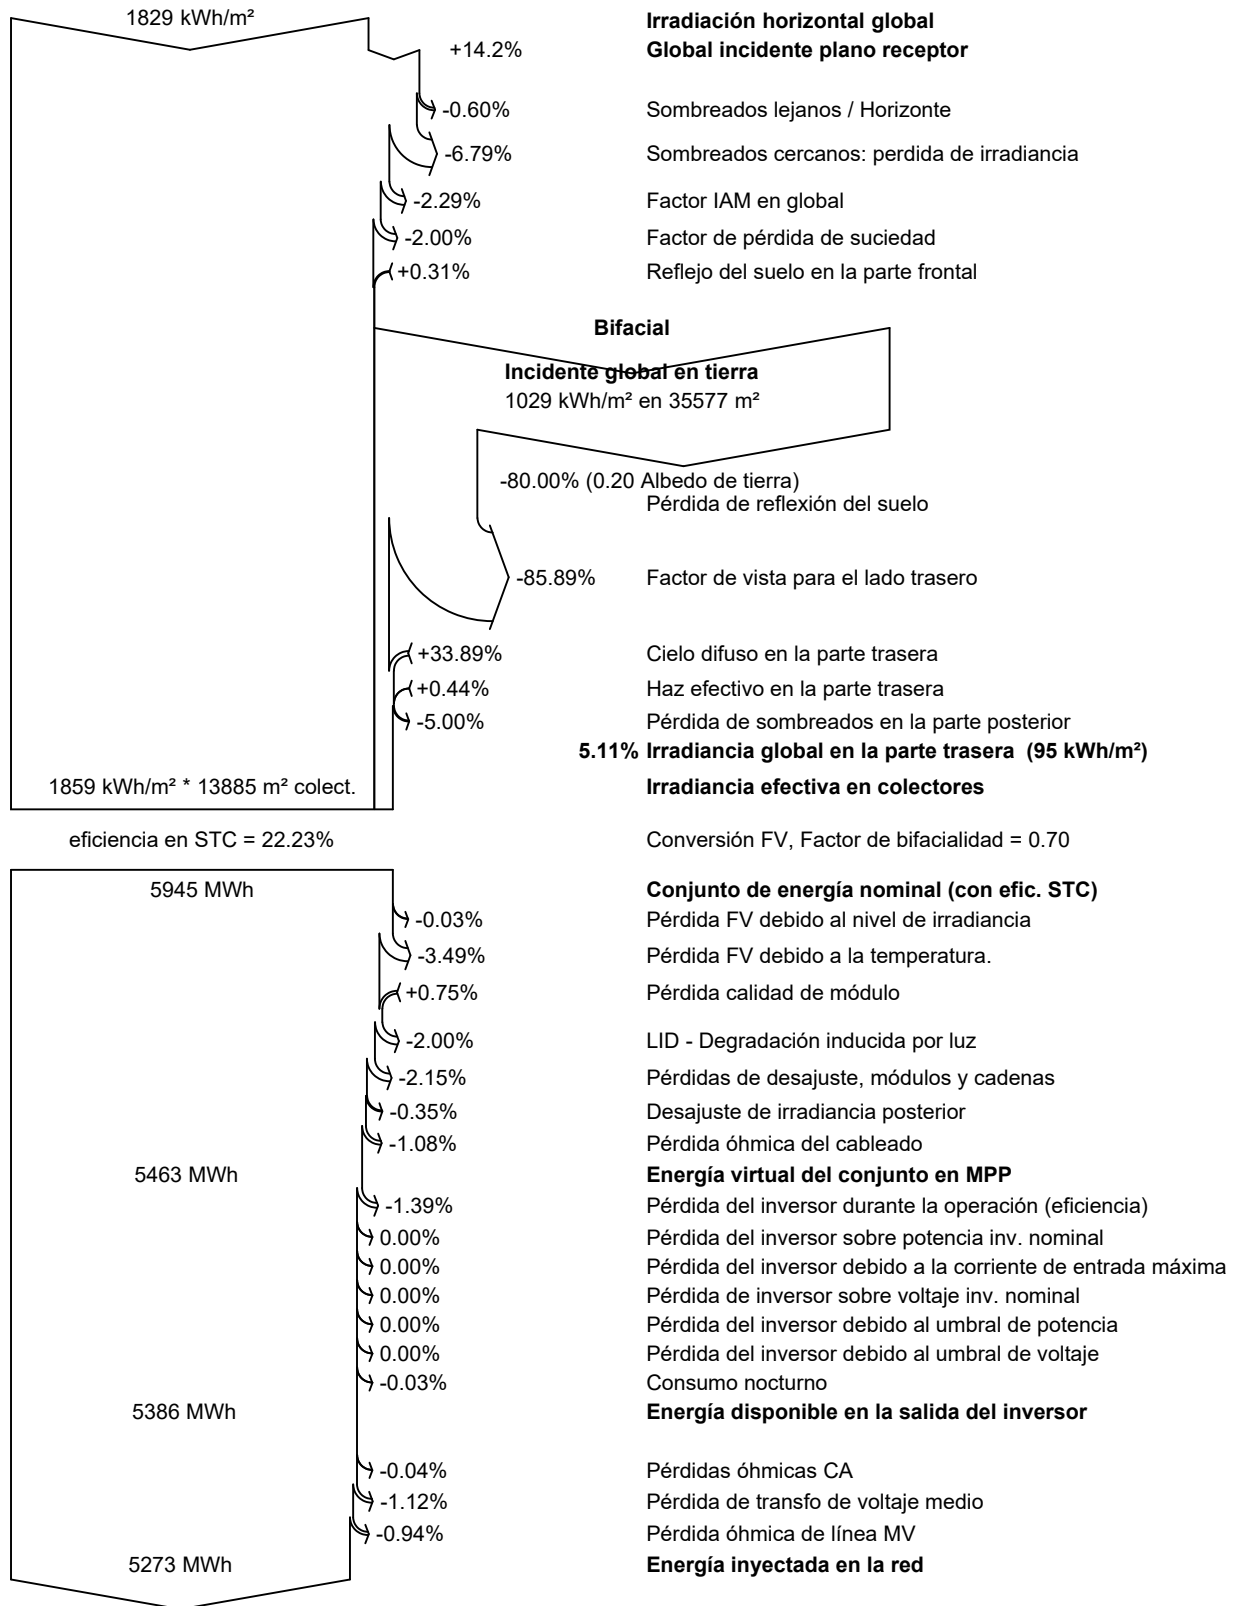 1829 kWh/m² Irradiación horizontal global
+14.2% Global incidente plano receptor
-0.60% Sombreados lejanos / Horizonte
-6.79% Sombreados cercanos: perdida de irradiancia
-2.29% Factor IAM en global
-2.00% Factor de pérdida de suciedad
+0.31% Reflejo del suelo en la parte frontal
Bifacial
Incidente global en tierra
1029 kWh/m² en 35577 m²
-80.00% (0.20 Albedo de tierra)
Pérdida de reflexión del suelo
-85.89% Factor de vista para el lado trasero
+33.89% Cielo difuso en la parte trasera
+0.44% Haz efectivo en la parte trasera
-5.00% Pérdida de sombreados en la parte posterior
5.11% Irradiancia global en la parte trasera (95 kWh/m²)
1859 kWh/m² * 13885 m² colect. Irradiancia efectiva en colectores
eficiencia en STC = 22.23% Conversión FV, Factor de bifacialidad = 0.70
5945 MWh Conjunto de energía nominal (con efic. STC)
-0.03% Pérdida FV debido al nivel de irradiancia
-3.49% Pérdida FV debido a la temperatura.
+0.75% Pérdida calidad de módulo
-2.00% LID - Degradación inducida por luz
-2.15% Pérdidas de desajuste, módulos y cadenas
-0.35% Desajuste de irradiancia posterior
-1.08% Pérdida óhmica del cableado
5463 MWh Energía virtual del conjunto en MPP
-1.39% Pérdida del inversor durante la operación (eficiencia)
0.00% Pérdida del inversor sobre potencia inv. nominal
0.00% Pérdida del inversor debido a la corriente de entrada máxima
0.00% Pérdida de inversor sobre voltaje inv. nominal
0.00% Pérdida del inversor debido al umbral de potencia
0.00% Pérdida del inversor debido al umbral de voltaje
-0.03% Consumo nocturno
5386 MWh Energía disponible en la salida del inversor
-0.04% Pérdidas óhmicas CA
-1.12% Pérdida de transfo de voltaje medio
-0.94% Pérdida óhmica de línea MV
5273 MWh Energía inyectada en la red